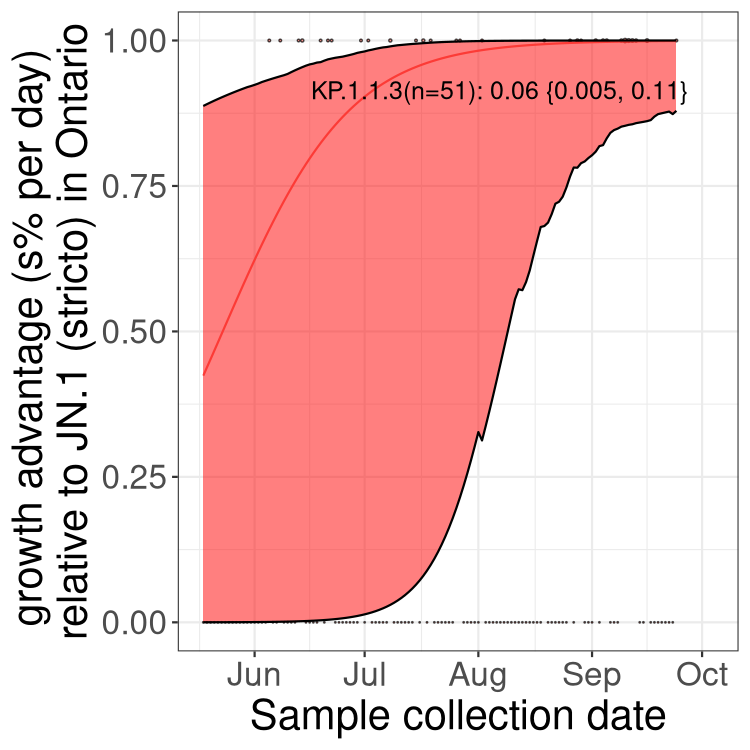 growth advantage (s% per day)
relative to JN.1 (stricto) in Ontario
1.00
0.75
0.50
0.25
0.00
KP.1.1.3(n=51): 0.06 {0.005, 0.11}
Jun Jul Aug Sep Oct
Sample collection date